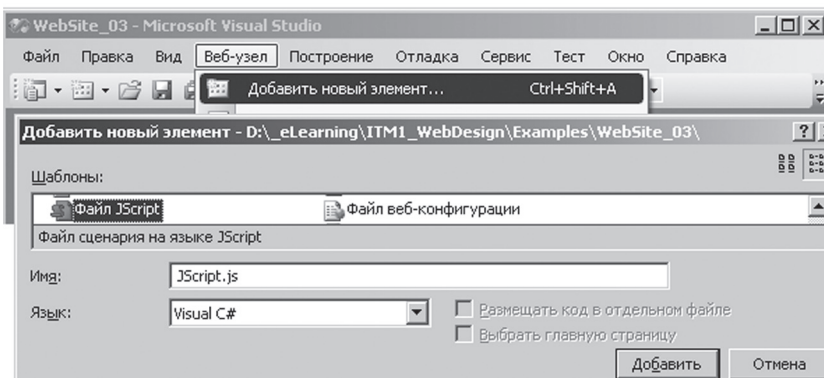 WebSite_03 - Microsoft Visual Studio
Файл Правка Вид Веб-узел Построение Отладка Сервис Тест Окно Справка
Добавить новый элемент... Ctrl+Shift+A
Добавить новый элемент - D:\_eLearning\ITM1_WebDesign\Examples\WebSite_03\
Шаблоны:
Файл JScript Файл веб-конфигурации
Файл сценария на языке JScript
Имя: JScript.js
Язык: Visual C# Размещать код в отдельном файле
Выбрать главную страницу
Добавить Отмена